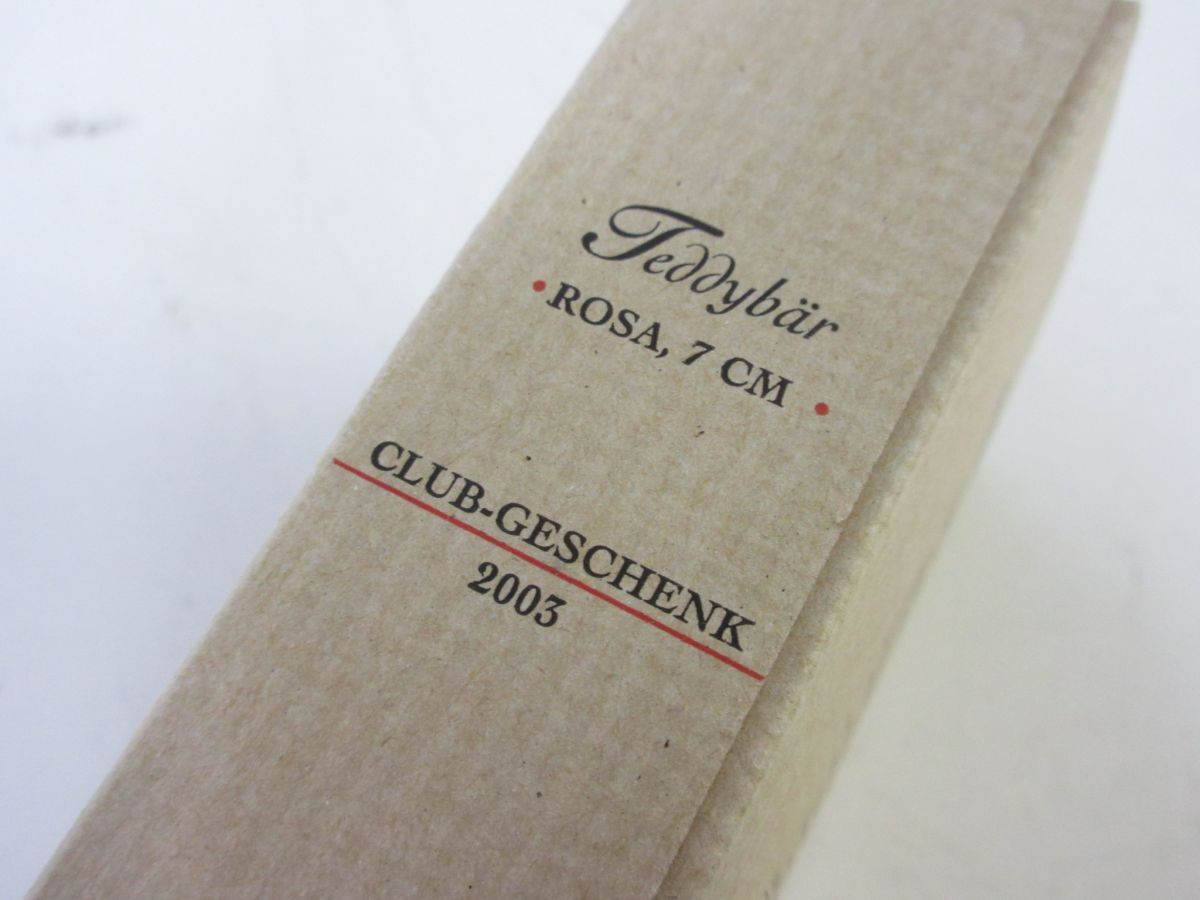 Teddybär
ROSA, 7 CM
CLUB-GESCHENK
2003